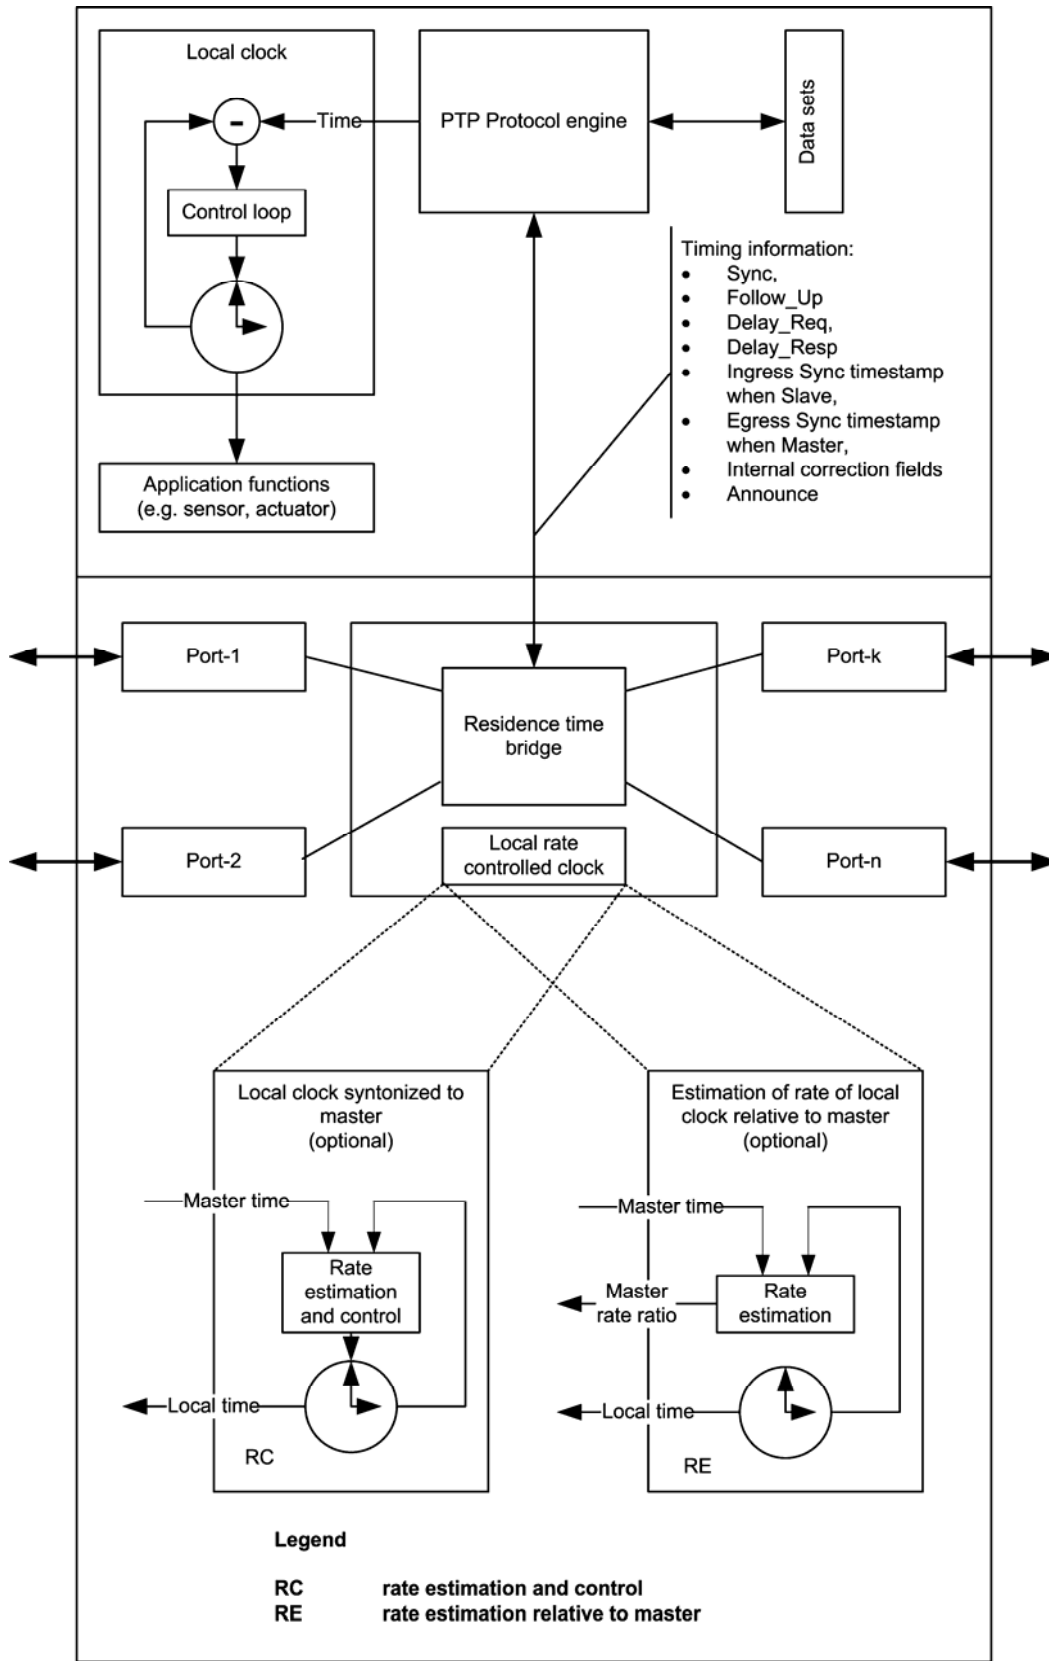 Local clock
-
Time
PTP Protocol engine
Data sets
Control loop
Timing information:
● Sync,
● Follow_Up
● Delay_Req,
● Delay_Resp
● Ingress Sync timestamp
when Slave,
● Egress Sync timestamp
when Master,
● Internal correction fields
● Announce
Application functions
(e.g. sensor, actuator)
Port-1
Port-k
Residence time
bridge
Port-2
Local rate
controlled clock
Port-n
Local clock syntonized to
master
(optional)
Master time
Rate
estimation
and control
Local time
RC
Estimation of rate of local
clock relative to master
(optional)
Master time
Master
rate ratio
Rate
estimation
Local time
RE
Legend
RC rate estimation and control
RE rate estimation relative to master